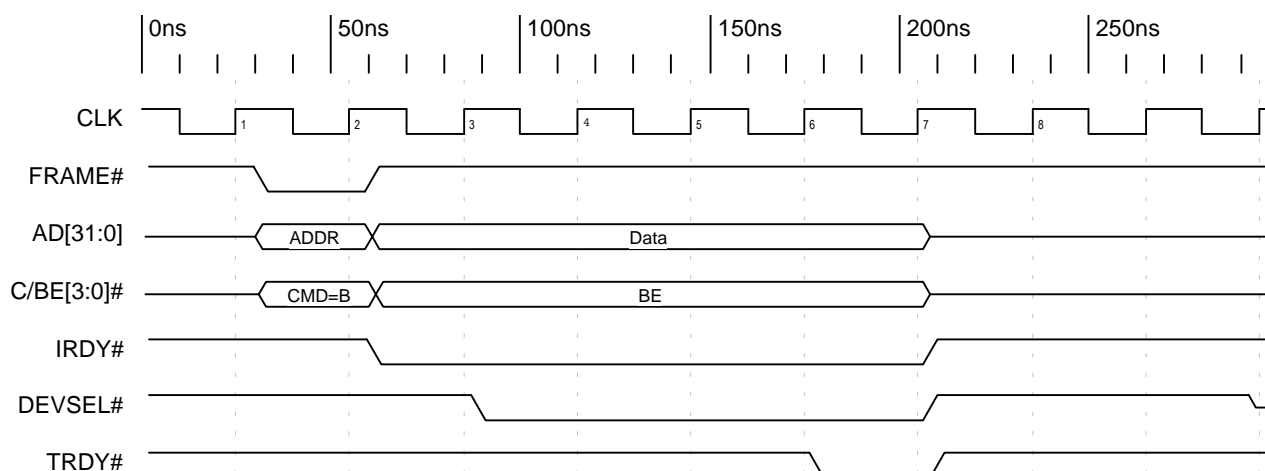 0ns 50ns 100ns 150ns 200ns 250ns
CLK 1 2 3 4 5 6 7 8
FRAME#
AD[31:0] ADDR Data
C/BE[3:0]# CMD=B BE
IRDY#
DEVSEL#
TRDY#